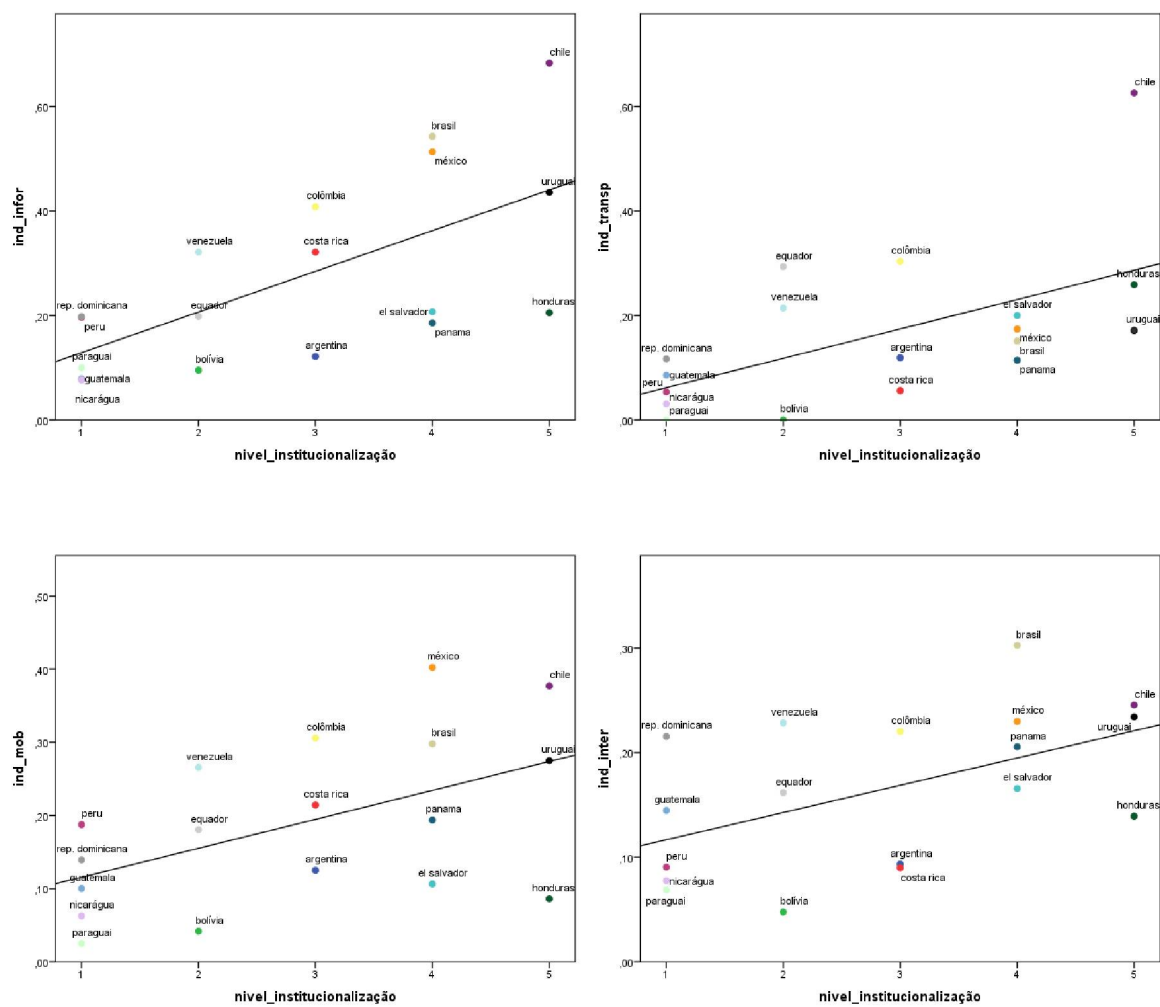 chile
,60
brasil
méxico
uruguai
ind_infor
,40
colômbia
venezuela
costa rica
,20
rep. dominicana
peru
equador
el salvador
panama
honduras
paraguai
guatemala
nicarágua
bolívia
argentina
,00
1 2 3 4 5
nivel_institucionalização
chile
,60
ind_transp
,40
equador
colômbia
venezuela
honduras
,20
el salvador
uruguai
méxico
brasil
panama
rep. dominicana
guatemala
peru
nicarágua
paraguai
argentina
costa rica
bolívia
,00
1 2 3 4 5
nivel_institucionalização
,50
ind_mob
,40
méxico
chile
,30
colômbia
brasil
uruguai
venezuela
,20
costa rica
peru
equador
panama
rep. dominicana
argentina
,10
guatemala
el salvador
honduras
nicarágua
paraguai
bolívia
,00
1 2 3 4 5
nivel_institucionalização
,30
brasil
ind_inter
chile
uruguai
méxico
venezuela
colômbia
rep. dominicana
,20
panama
el salvador
equador
guatemala
honduras
,10
peru
nicarágua
paraguai
argentina
costa rica
bolívia
,00
1 2 3 4 5
nivel_institucionalização